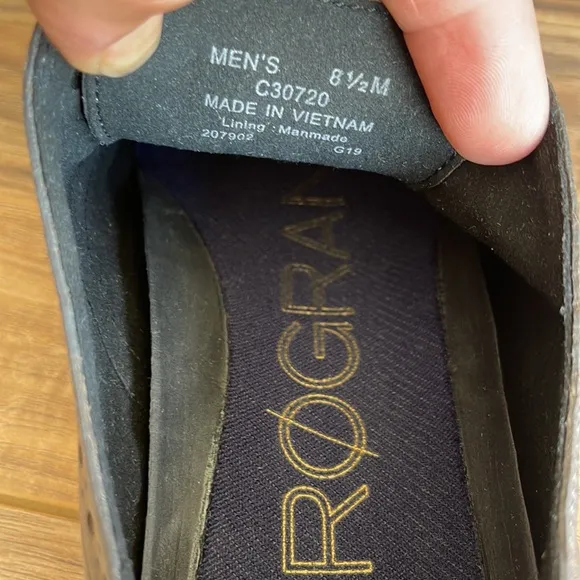 MEN'S 8½M
C30720
MADE IN VIETNAM
Lining : Manmade
207902 G19
RØGRAN